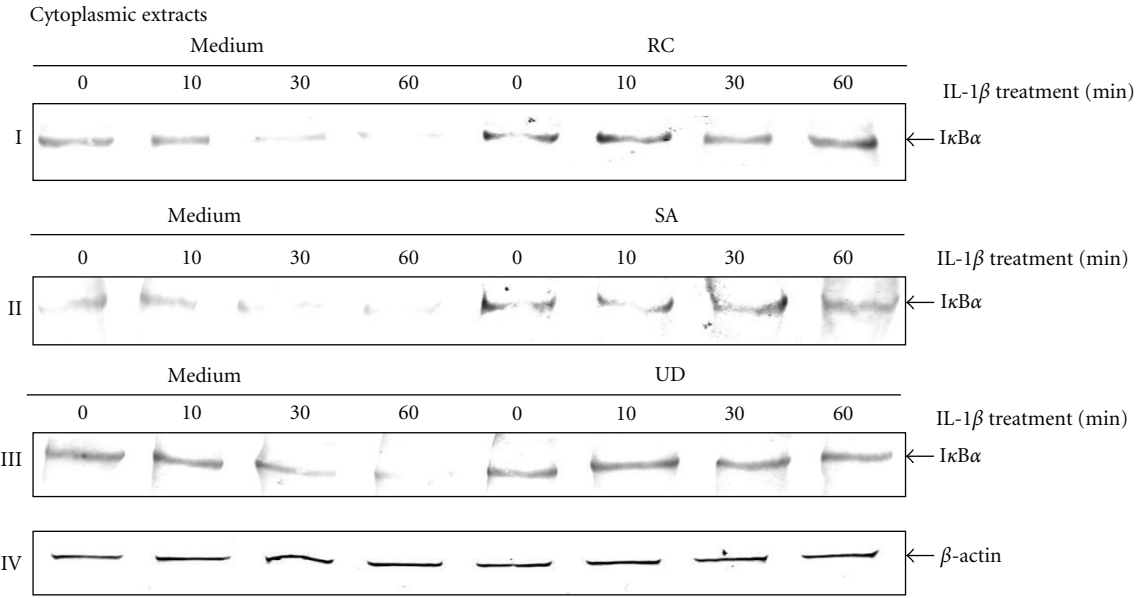 Cytoplasmic extracts
Medium RC
0 10 30 60 0 10 30 60 IL-1β treatment (min)
I IκBα
Medium SA
0 10 30 60 0 10 30 60 IL-1β treatment (min)
II IκBα
Medium UD
0 10 30 60 0 10 30 60 IL-1β treatment (min)
III IκBα
IV β-actin